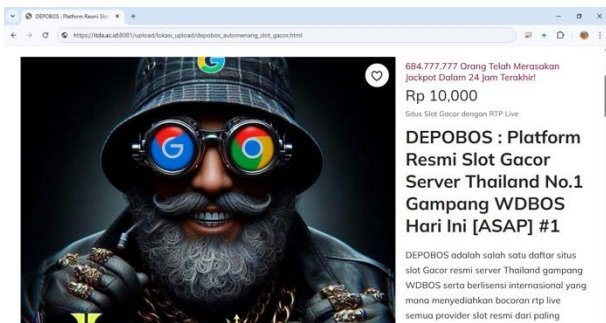 DEPOBOS : Platform Resmi Slot
https://itda.ac.id:8081/upload/lokasi_upload/depobos_automenang_slot_gacor.html
684.777.777 Orang Telah Merasakan
Jackpot Dalam 24 Jam Terakhir!
Rp 10,000
Situs Slot Gacor dengan RTP Live
DEPOBOS : Platform
Resmi Slot Gacor
Server Thailand No.1
Gampang WDBOS
Hari Ini [ASAP] #1
DEPOBOS adalah salah satu daftar situs
slot Gacor resmi server Thailand gampang
WDBOS serta berlisensi internasional yang
mana menyediahkan bocoran rtp live
semua provider slot resmi dari paling